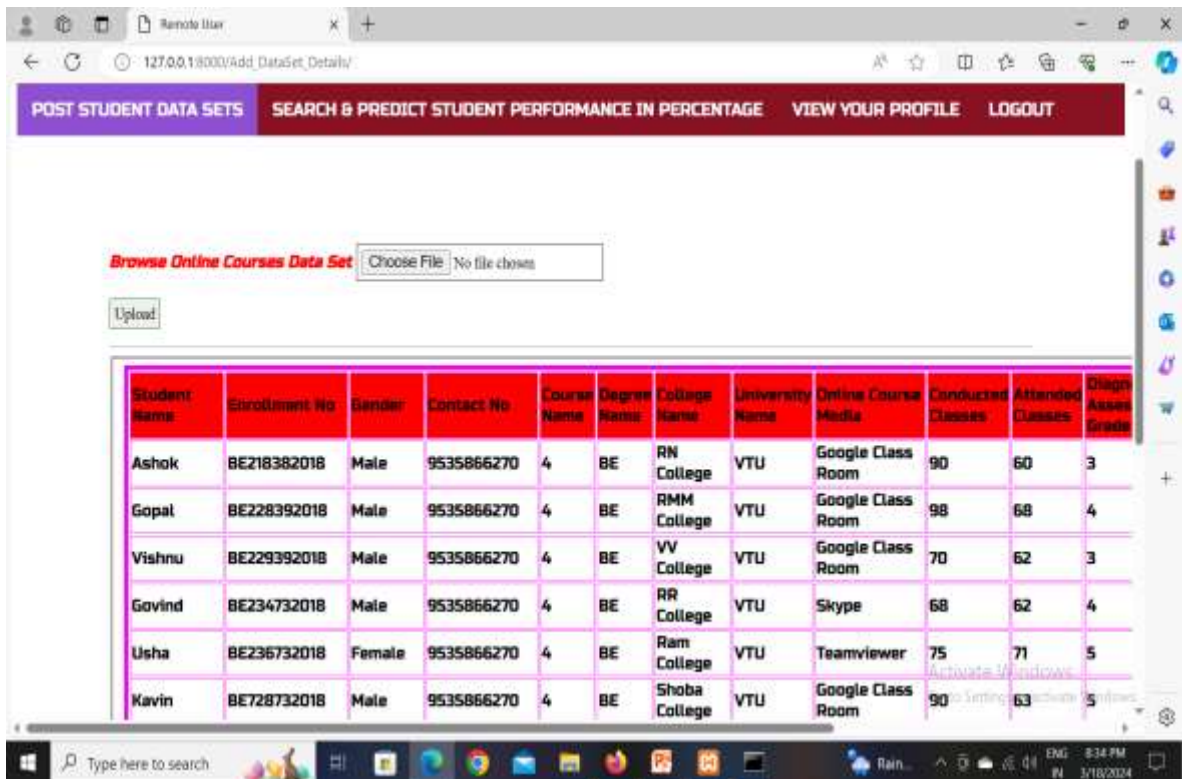 Remote User
127.0.0.1:8000/Add_DataSet_Details/
POST STUDENT DATA SETS SEARCH & PREDICT STUDENT PERFORMANCE IN PERCENTAGE VIEW YOUR PROFILE LOGOUT
Browse Online Courses Data Set Choose File No file chosen
Upload
Student Name Enrollment No Gender Contact No Course Name Degree Name College Name University Name Online Course Media Conducted Classes Attended Classes Diagn Asses Grade
Ashok BE218382018 Male 9535866270 4 BE RN College VTU Google Class Room 90 60 3
Gopal BE228392018 Male 9535866270 4 BE RMM College VTU Google Class Room 98 68 4
Vishnu BE229392018 Male 9535866270 4 BE VV College VTU Google Class Room 70 62 3
Govind BE234732018 Male 9535866270 4 BE RR College VTU Skype 68 62 4
Usha BE236732018 Female 9535866270 4 BE Ram College VTU Teamviewer 75 71 5
Kavin BE728732018 Male 9535866270 4 BE Shoba College VTU Google Class Room 90 63 5
Activate Windows
Type here to search
Rain...
ENG
IN
8:34 PM
3/18/2024